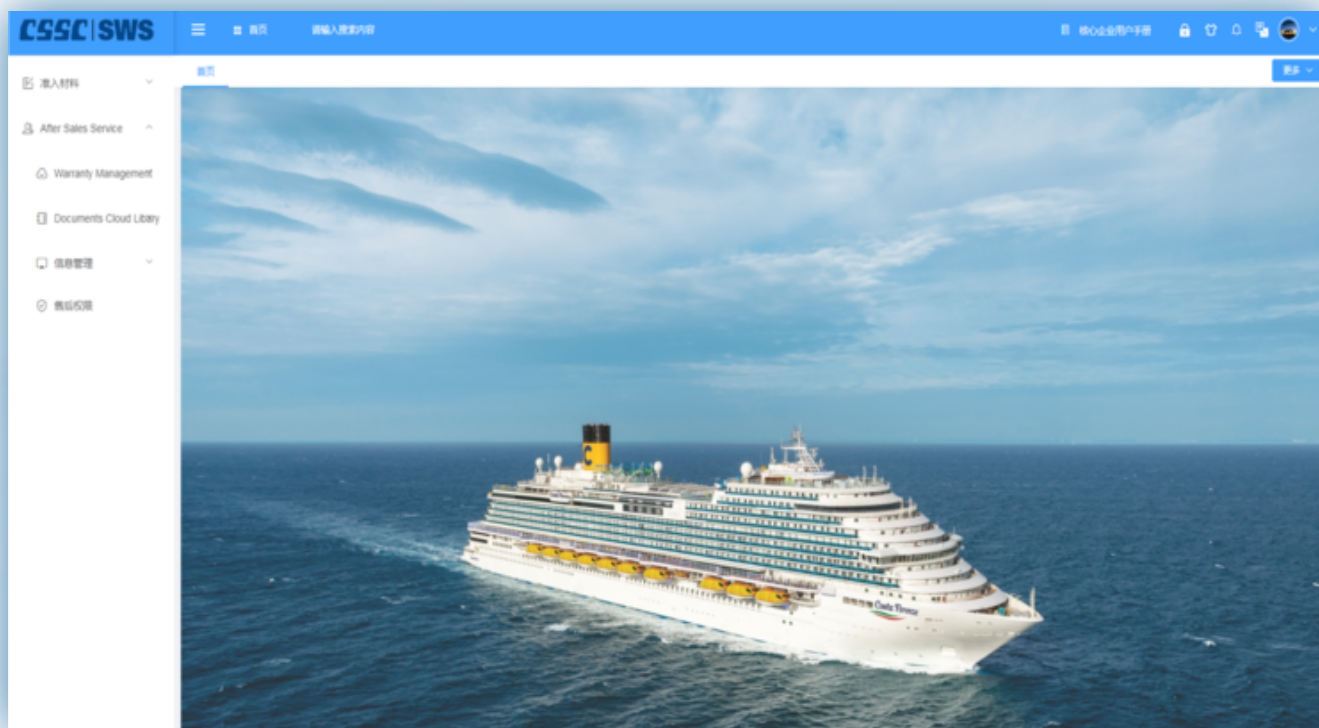 CSSC|SWS
首页
请输入搜索内容
核心企业用户手册
首页
更多
准入材料
After Sales Service
Warranty Management
Documents Cloud Library
信息管理
售后权限
C
Costa Firenze